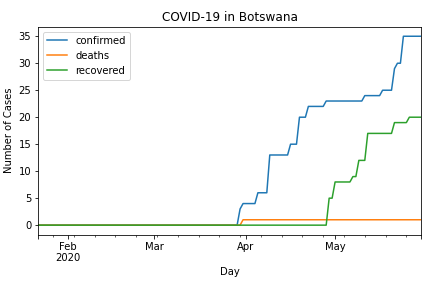 COVID-19 in Botswana
confirmed
deaths
recovered
Number of Cases
35
30
25
20
15
10
5
0
Feb
2020
Mar
Apr
May
Day